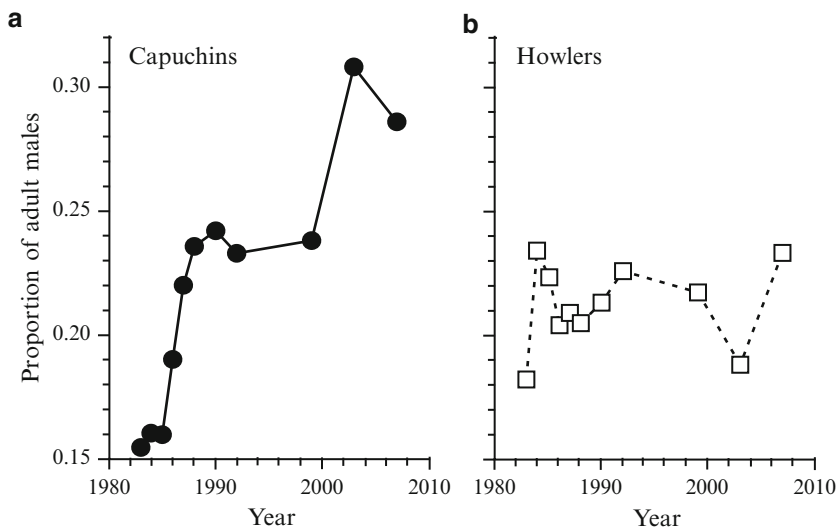 a
Capuchins
Proportion of adult males
0.30
0.25
0.20
0.15
1980
1990
2000
2010
Year
b
Howlers
1980
1990
2000
2010
Year